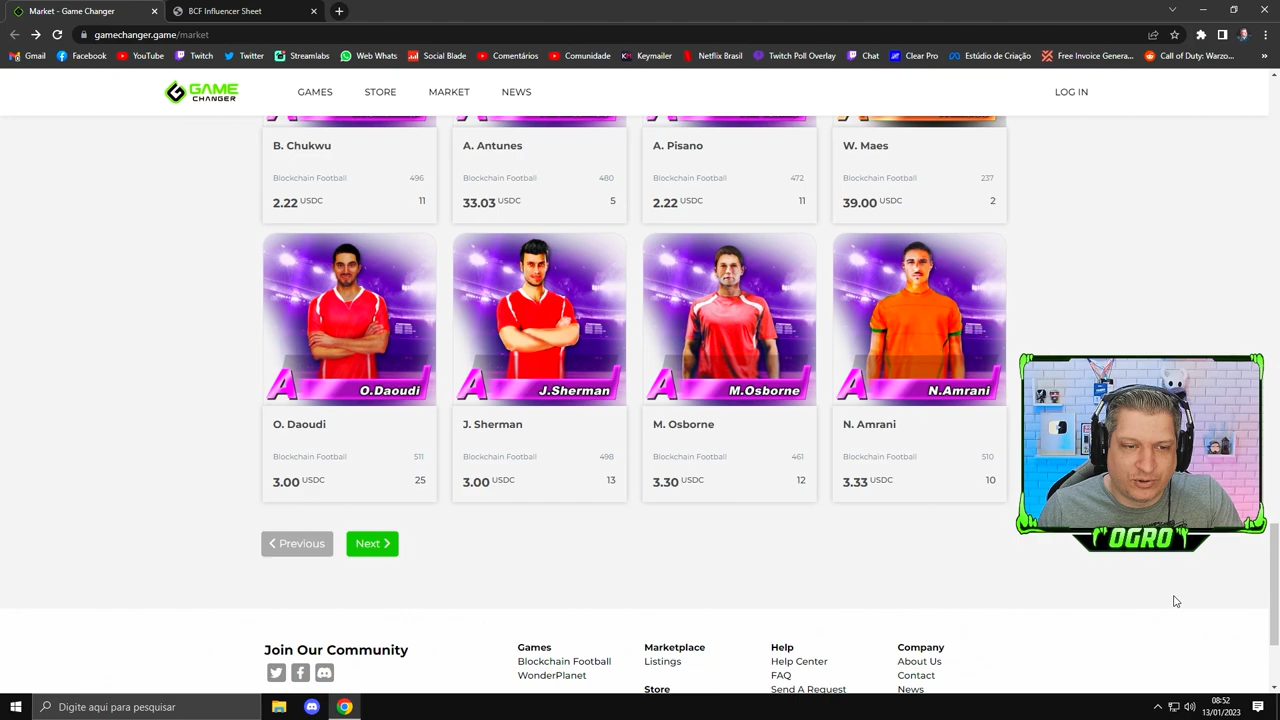 Market - Game Changer
BCF Influencer Sheet
gamechanger.game/market
Gmail
Facebook
YouTube
Twitch
Twitter
Streamlabs
Web Whats
Social Blade
Comentários
Comunidade
Keymailer
Netflix Brasil
Twitch Poll Overlay
Chat
Clear Pro
Estúdio de Criação
Free Invoice Genera...
Call of Duty: Warzo...
GAME
CHANGER
GAMES
STORE
MARKET
NEWS
LOG IN
B. Chukwu
Blockchain Football 496
2.22 USDC 11
A. Antunes
Blockchain Football 480
33.03 USDC 5
A. Pisano
Blockchain Football 472
2.22 USDC 11
W. Maes
Blockchain Football 237
39.00 USDC 2
A O.Daoudi
O. Daoudi
Blockchain Football 511
3.00 USDC 25
A J.Sherman
J. Sherman
Blockchain Football 498
3.00 USDC 13
A M.Osborne
M. Osborne
Blockchain Football 461
3.30 USDC 12
A N.Amrani
N. Amrani
Blockchain Football 510
3.33 USDC 10
OGRO
Previous
Next
Join Our Community
Games
Blockchain Football
WonderPlanet
Marketplace
Listings
Store
Help
Help Center
FAQ
Send A Request
Company
About Us
Contact
News
Digite aqui para pesquisar
08:52
13/01/2023